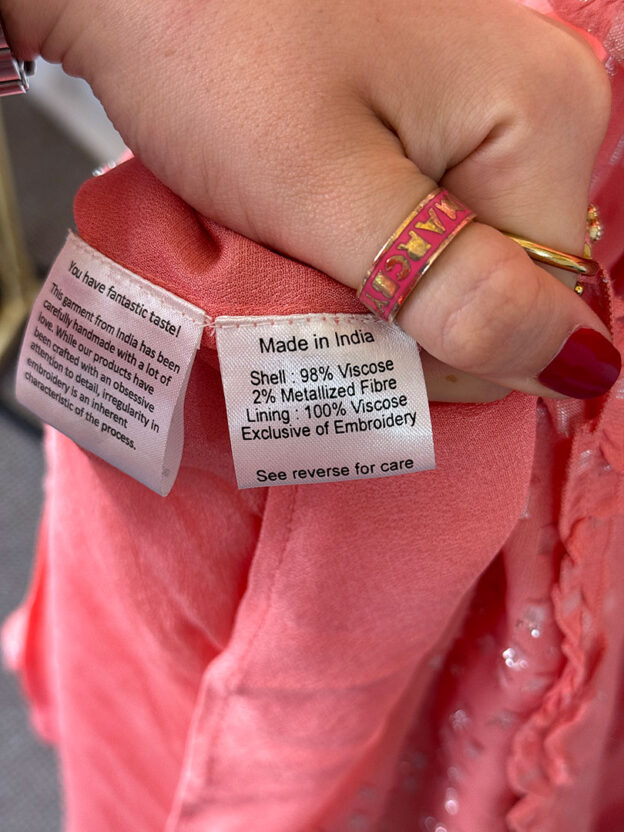 You have fantastic taste!
This garment from India has been
carefully handmade with a lot of
love. While our products have
been crafted with an obsessive
attention to detail, irregularity in
embroidery is an inherent
characteristic of the process.
Made in India
Shell : 98% Viscose
2% Metallized Fibre
Lining : 100% Viscose
Exclusive of Embroidery
See reverse for care